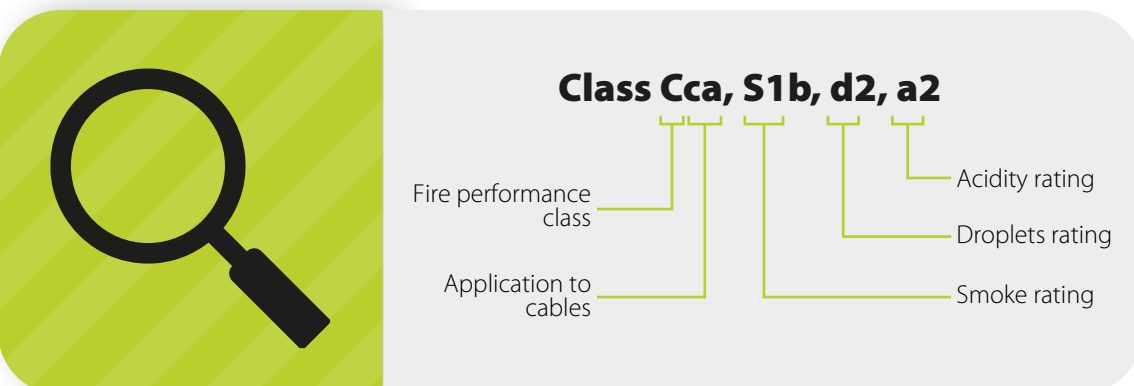 Class Cca, S1b, d2, a2
Fire performance
class
Application to
cables
Acidity rating
Droplets rating
Smoke rating